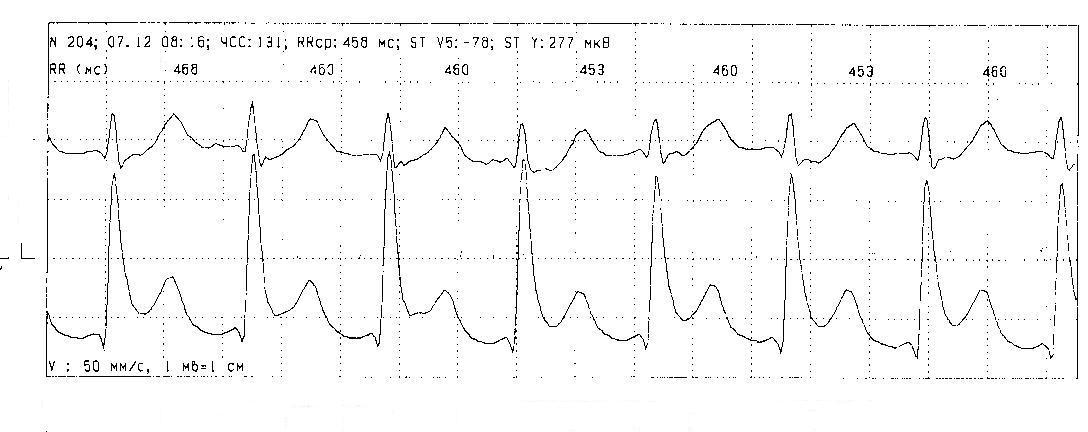 N 204; 07.12 08:16; ЧСС:131; RRср:458 мс; ST V5:-78; ST Y:277 мкВ
RR (мс) 468 460 460 453 460 453 460
V : 50 мм/с, 1 мВ=1 см